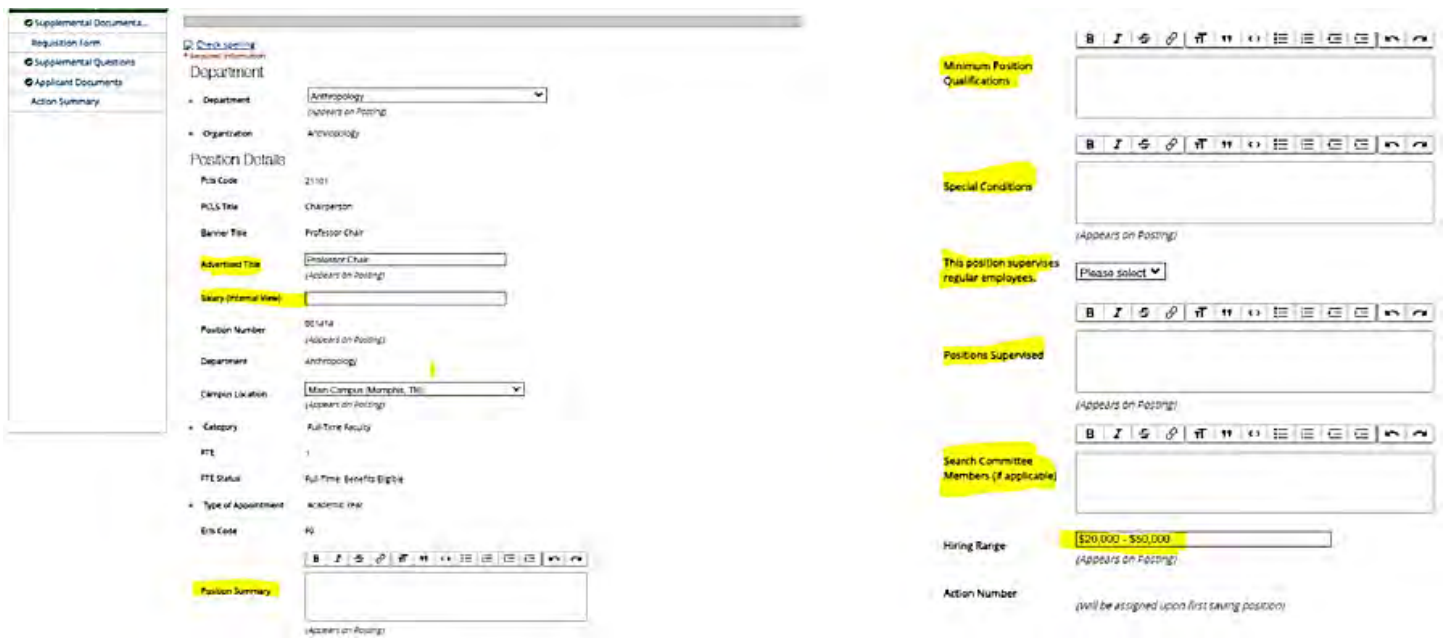 Supplemental Documenta...
Requisition Form
Supplemental Questions
Applicant Documents
Action Summary
Check spelling
* Required Information
Department
Department
Anthropology
(Appears on Posting)
Organization
Anthropology
Position Details
Pcls Code
21101
PCLS Title
Chairperson
Banner Title
Professor Chair
Advertised Title
Professor Chair
(Appears on Posting)
Salary (Internal View)
Position Number
(Appears on Posting)
Department
Anthropology
Campus Location
Main Campus (Memphis, TN)
(Appears on Posting)
Category
Full-Time Faculty
FTE
1
FTE Status
Full-Time: Benefits Eligible
Type of Appointment
Academic Year
Ecls Code
Position Summary
(Appears on Posting)
Minimum Position
Qualifications
Special Conditions
(Appears on Posting)
This position supervises
regular employees.
Please select
Positions Supervised
(Appears on Posting)
Search Committee
Members (if applicable)
Hiring Range
$20,000 - $50,000
(Appears on Posting)
Action Number
(Will be assigned upon first saving position)